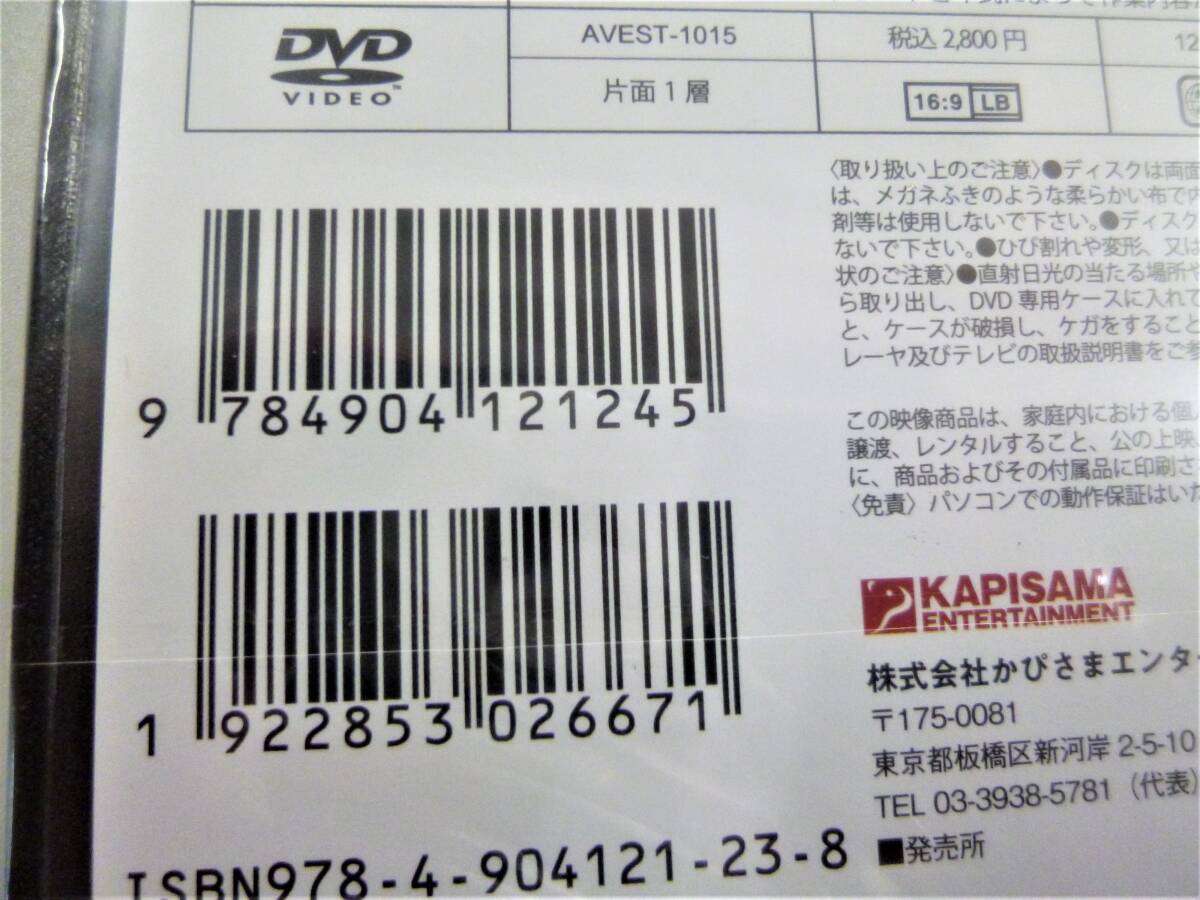 DVD
VIDEO™
AVEST-1015
税込 2,800円
12
片面1層
16:9 LB
〈取り扱い上のご注意〉●ディスクは両面
は、メガネふきのような柔らかい布で
剤等は使用しないで下さい。●ディスク
ないで下さい。●ひび割れや変形、又は
状のご注意〉●直射日光の当たる場所や
ら取り出し、DVD 専用ケースに入れて
と、ケースが破損し、ケガをすること
レーヤ及びテレビの取扱説明書をご参
9 784904 121245
この映像商品は、家庭内における個
譲渡、レンタルすること、公の上映
に、商品およびその付属品に印刷さ
〈免責〉パソコンでの動作保証はいた
1 922853 026671
KAPISAMA
ENTERTAINMENT
株式会社かぴさまエンタ
〒175-0081
東京都板橋区新河岸 2-5-10
TEL 03-3938-5781（代表）
■発売所
ISBN978-4-904121-23-8